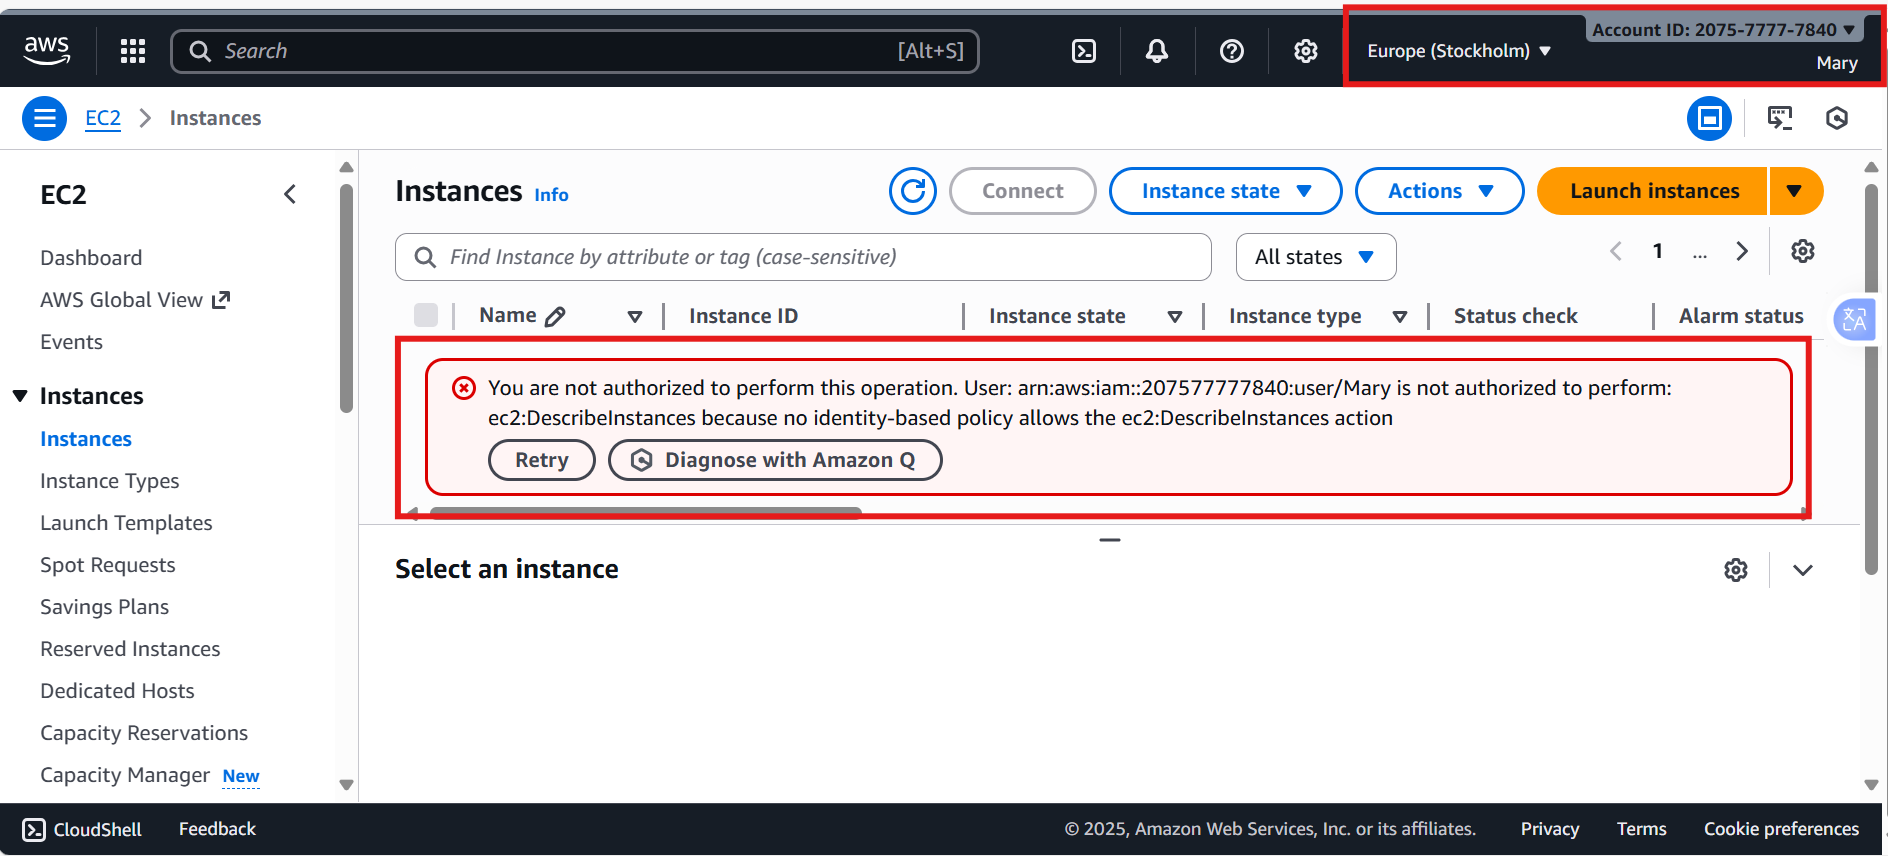 aws
Search
[Alt+S]
Europe (Stockholm)
Account ID: 2075-7777-7840
Mary
EC2
Instances
EC2
Dashboard
AWS Global View
Events
Instances
Instances
Instance Types
Launch Templates
Spot Requests
Savings Plans
Reserved Instances
Dedicated Hosts
Capacity Reservations
Capacity Manager New
Instances Info
Connect
Instance state
Actions
Launch instances
Find Instance by attribute or tag (case-sensitive)
All states
1 ...
Name
Instance ID
Instance state
Instance type
Status check
Alarm status
文A
You are not authorized to perform this operation. User: arn:aws:iam::207577777840:user/Mary is not authorized to perform:
ec2:DescribeInstances because no identity-based policy allows the ec2:DescribeInstances action
Retry
Diagnose with Amazon Q
Select an instance
CloudShell
Feedback
© 2025, Amazon Web Services, Inc. or its affiliates.
Privacy
Terms
Cookie preferences